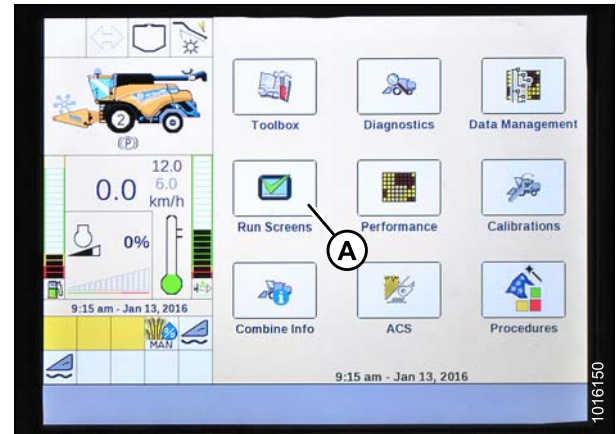 2
(P)
12.0
0.0 6.0
km/h
0%
9:15 am - Jan 13, 2016
MAN
Toolbox Diagnostics Data Management
Run Screens Performance Calibrations
A
Combine Info ACS Procedures
9:15 am - Jan 13, 2016
1016150